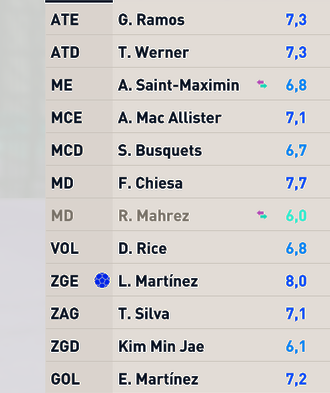 ATE G. Ramos 7,3
ATD T. Werner 7,3
ME A. Saint-Maximin 6,8
MCE A. Mac Allister 7,1
MCD S. Busquets 6,7
MD F. Chiesa 7,7
MD R. Mahrez 6,0
VOL D. Rice 6,8
ZGE L. Martínez 8,0
ZAG T. Silva 7,1
ZGD Kim Min Jae 6,1
GOL E. Martínez 7,2